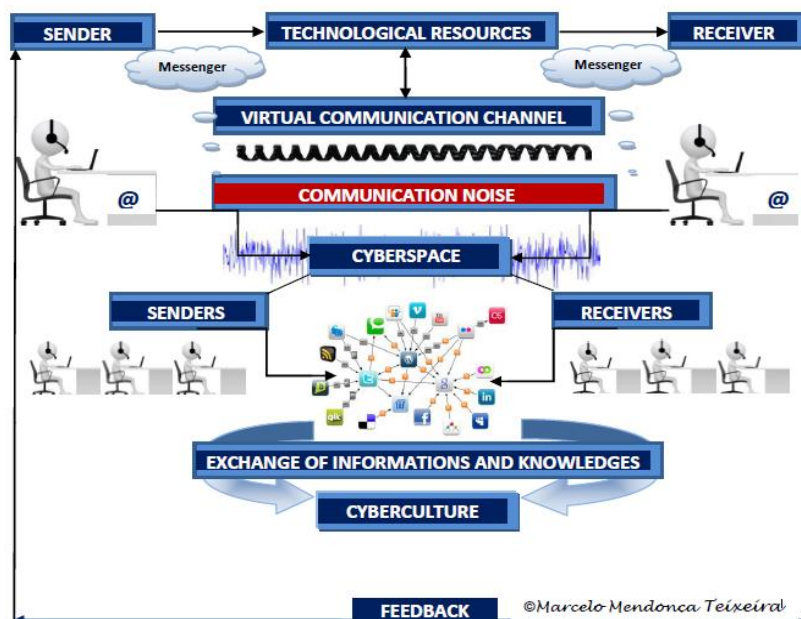 SENDER
TECHNOLOGICAL RESOURCES
RECEIVER
Messenger
Messenger
VIRTUAL COMMUNICATION CHANNEL
COMMUNICATION NOISE
@
@
CYBERSPACE
SENDERS
RECEIVERS
EXCHANGE OF INFORMATIONS AND KNOWLEDGES
CYBERCULTURE
FEEDBACK
©Marcelo Mendonça Teixeira